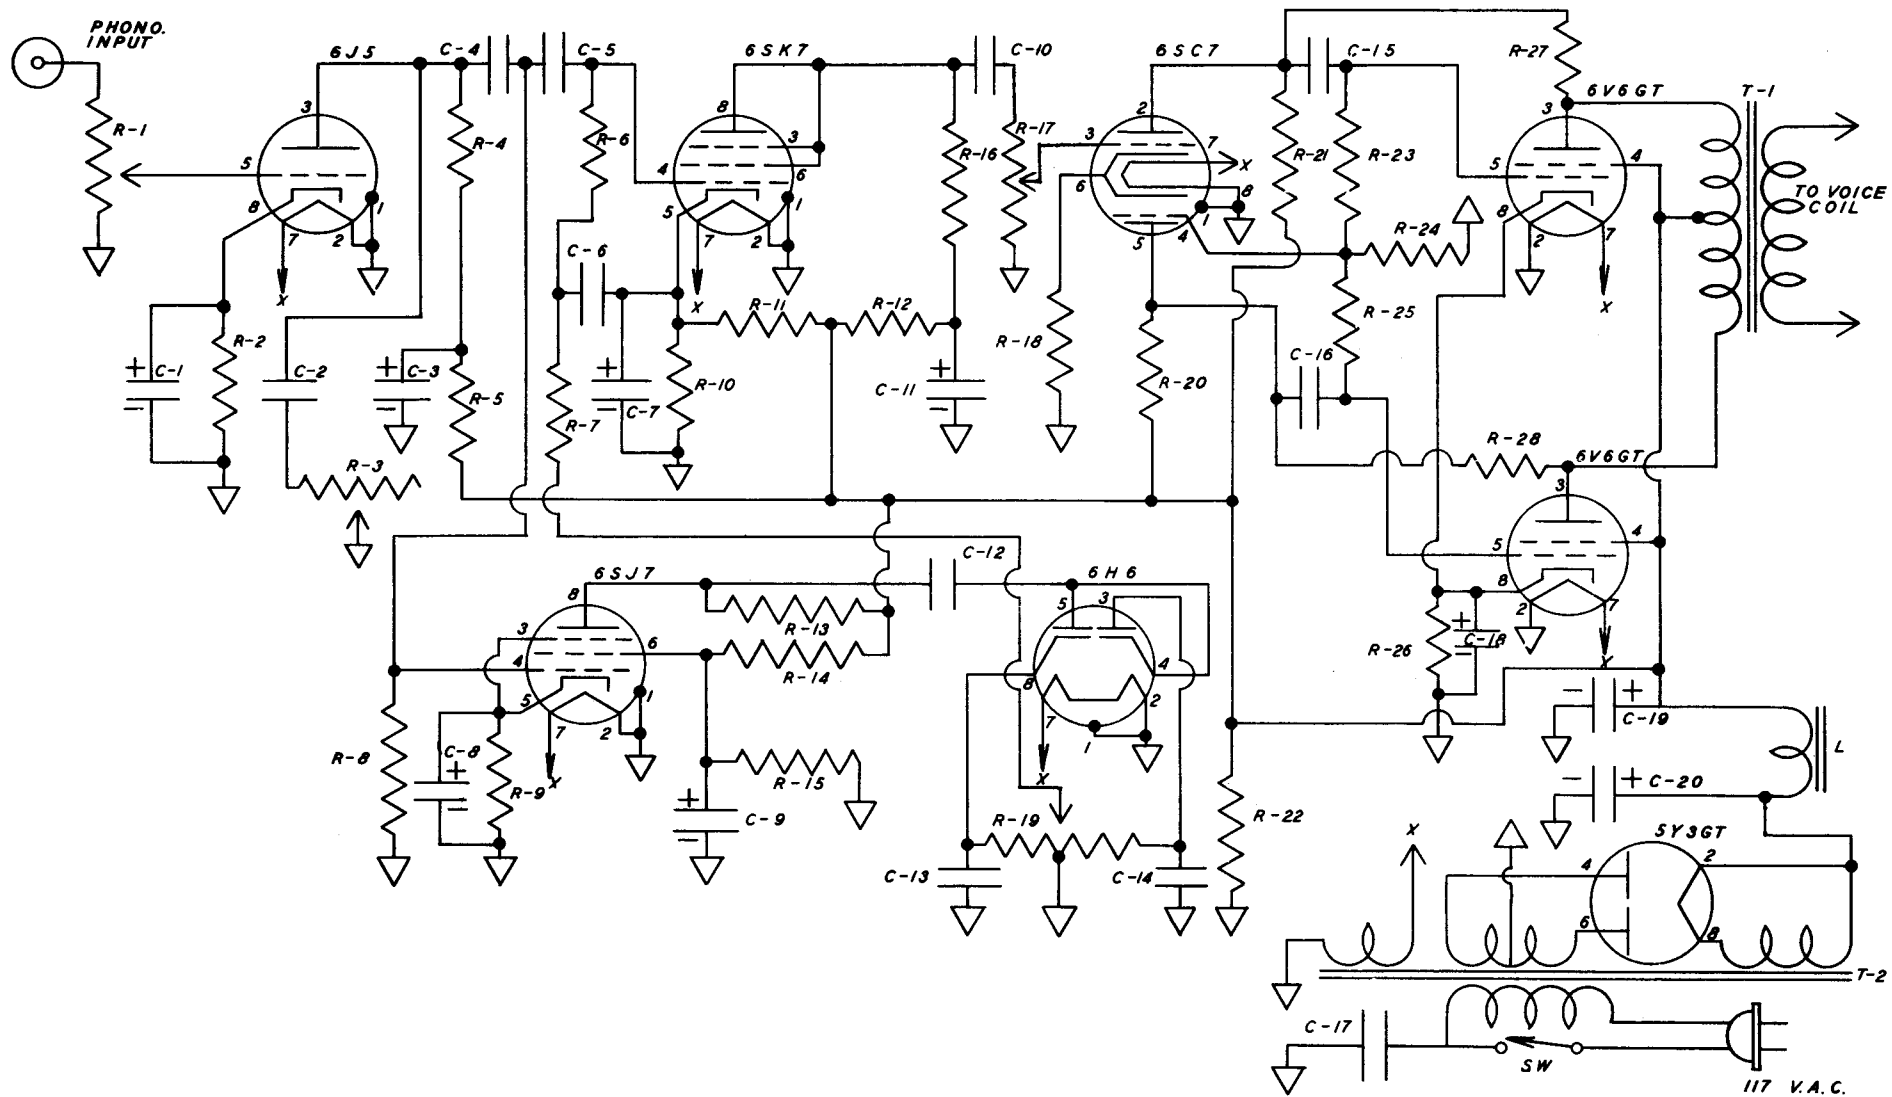 PHONO.
INPUT
6J5
C-4
C-5
6SK7
C-10
6SC7
C-15
R-27
6V6GT
T-1
R-1
3
5
8
7
2
1
R-4
R-6
8
3
4
6
5
7
2
1
R-16
R-17
2
3
7
X
6
8
1
5
4
R-21
R-23
R-24
3
5
4
8
2
7
TO VOICE
COIL
X
X
X
C-6
R-11
R-12
R-18
R-25
C-1
R-2
C-2
C-3
R-5
R-7
C-7
R-10
C-11
R-20
C-16
+
-
+
-
+
-
+
-
R-3
R-28
6V6GT
3
5
4
8
2
7
X
6SJ7
C-12
6H6
8
3
4
6
5
7
2
1
X
R-13
R-14
5
3
8
4
7
2
1
X
R-26
+
-
C-18
- +
C-19
L
R-8
C-8
+
-
R-9
R-15
+
-
C-9
R-19
C-13
C-14
R-22
- +
C-20
5Y3GT
X
4
2
6
8
T-2
C-17
SW
117 V.A.C.